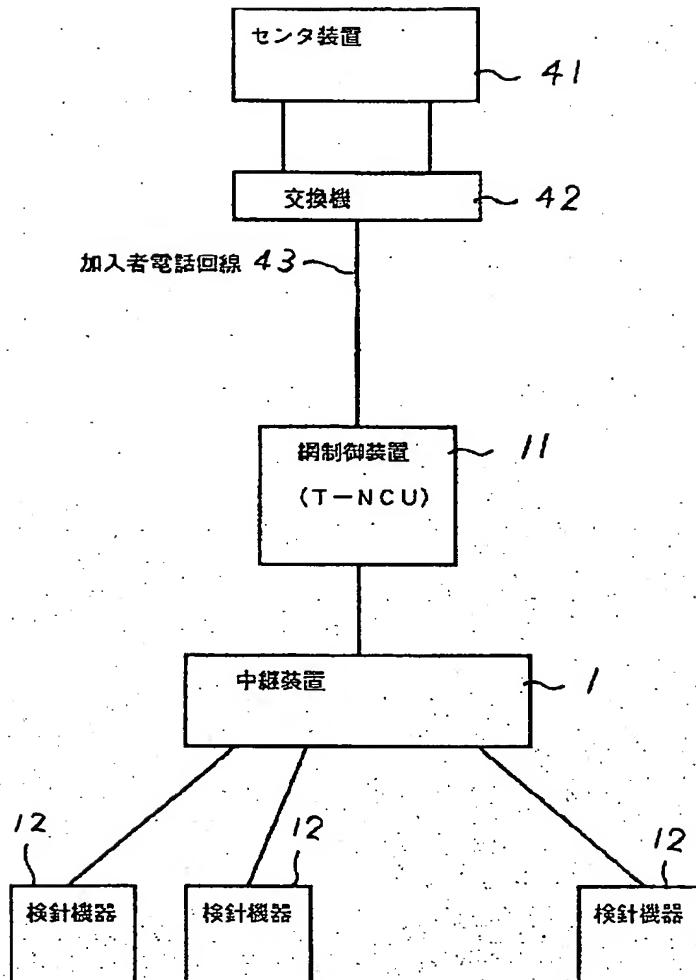 センタ装置
41
交換機
42
加入者電話回線 43
網制御装置
11
(T－NCU)
中継装置
1
12
12
12
検針機器
検針機器
検針機器